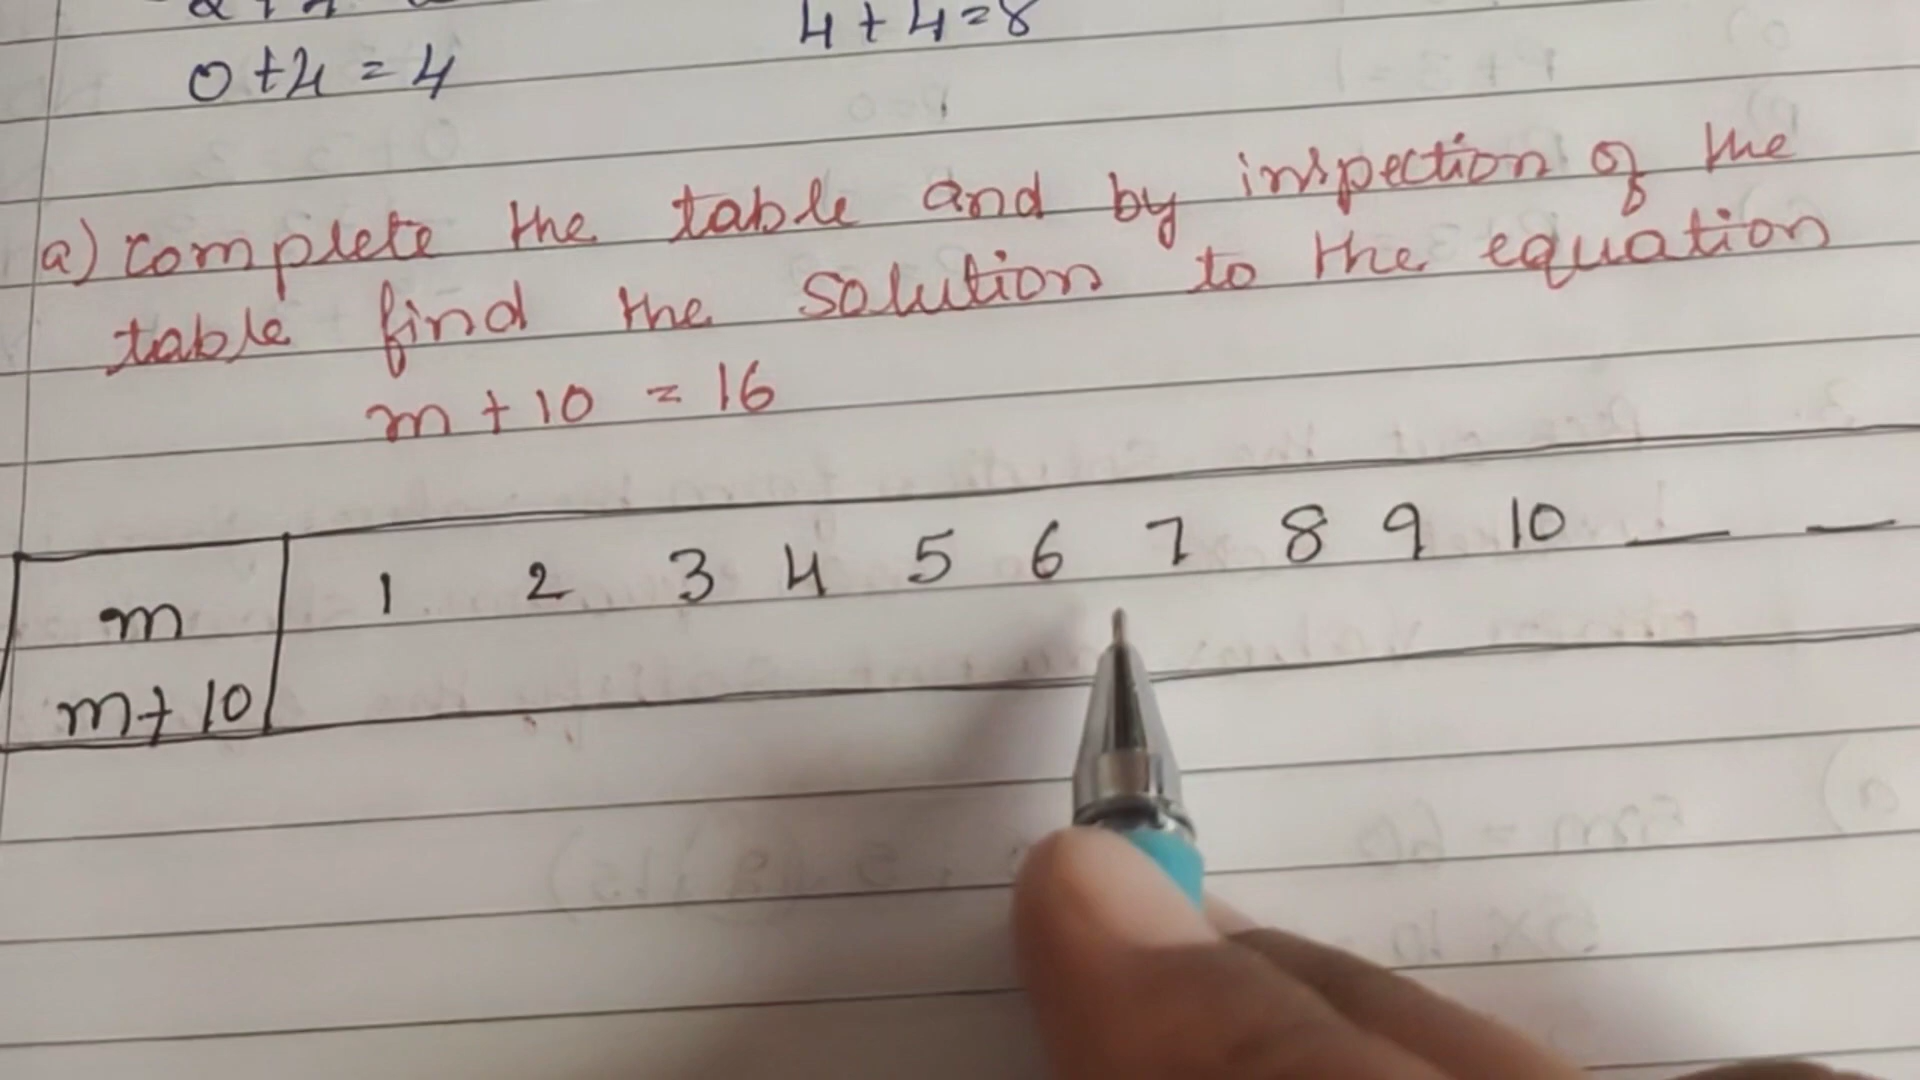 0+4 = 4
4+4=8
a) complete the table and by inspection of the
table find the solution to the equation
m + 10 = 16
m 1 2 3 4 5 6 7 8 9 10 — —
m+10